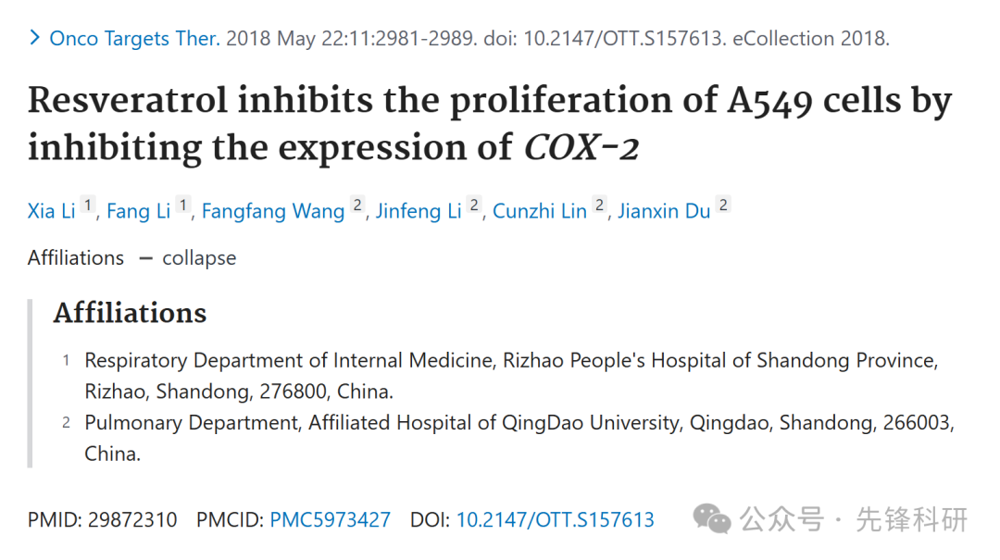 > Onco Targets Ther. 2018 May 22:11:2981-2989. doi: 10.2147/OTT.S157613. eCollection 2018.
Resveratrol inhibits the proliferation of A549 cells by
inhibiting the expression of COX-2
Xia Li 1, Fang Li 1, Fangfang Wang 2, Jinfeng Li 2, Cunzhi Lin 2, Jianxin Du 2
Affiliations — collapse
Affiliations
1 Respiratory Department of Internal Medicine, Rizhao People's Hospital of Shandong Province,
Rizhao, Shandong, 276800, China.
2 Pulmonary Department, Affiliated Hospital of QingDao University, Qingdao, Shandong, 266003,
China.
PMID: 29872310 PMCID: PMC5973427 DOI: 10.2147/OTT.S157613
公众号 · 先锋科研